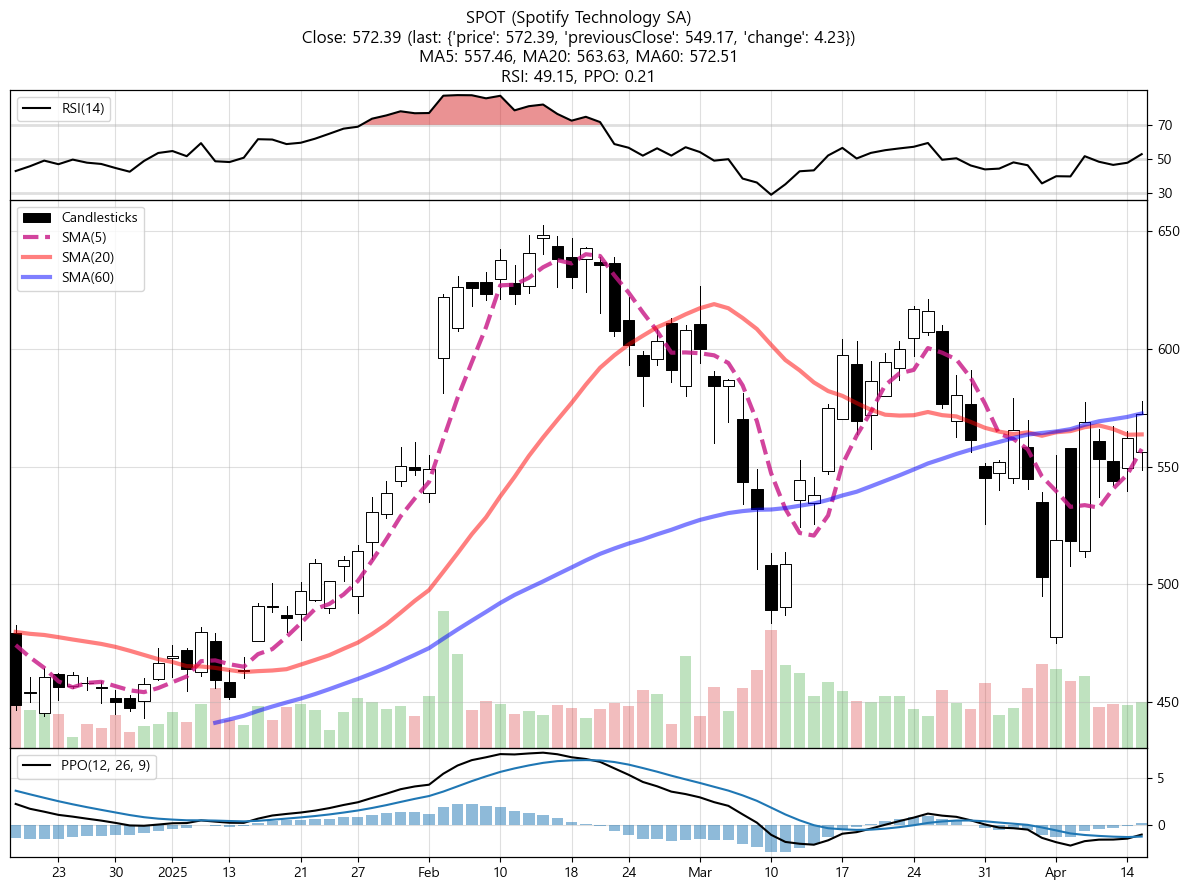 SPOT (Spotify Technology SA)
Close: 572.39 (last: {'price': 572.39, 'previousClose': 549.17, 'change': 4.23})
MA5: 557.46, MA20: 563.63, MA60: 572.51
RSI: 49.15, PPO: 0.21
RSI(14)
70
50
30
Candlesticks
SMA(5)
SMA(20)
SMA(60)
650
600
550
500
450
PPO(12, 26, 9)
5
0
23 30 2025 13 21 27 Feb 10 18 24 Mar 10 17 24 31 Apr 14